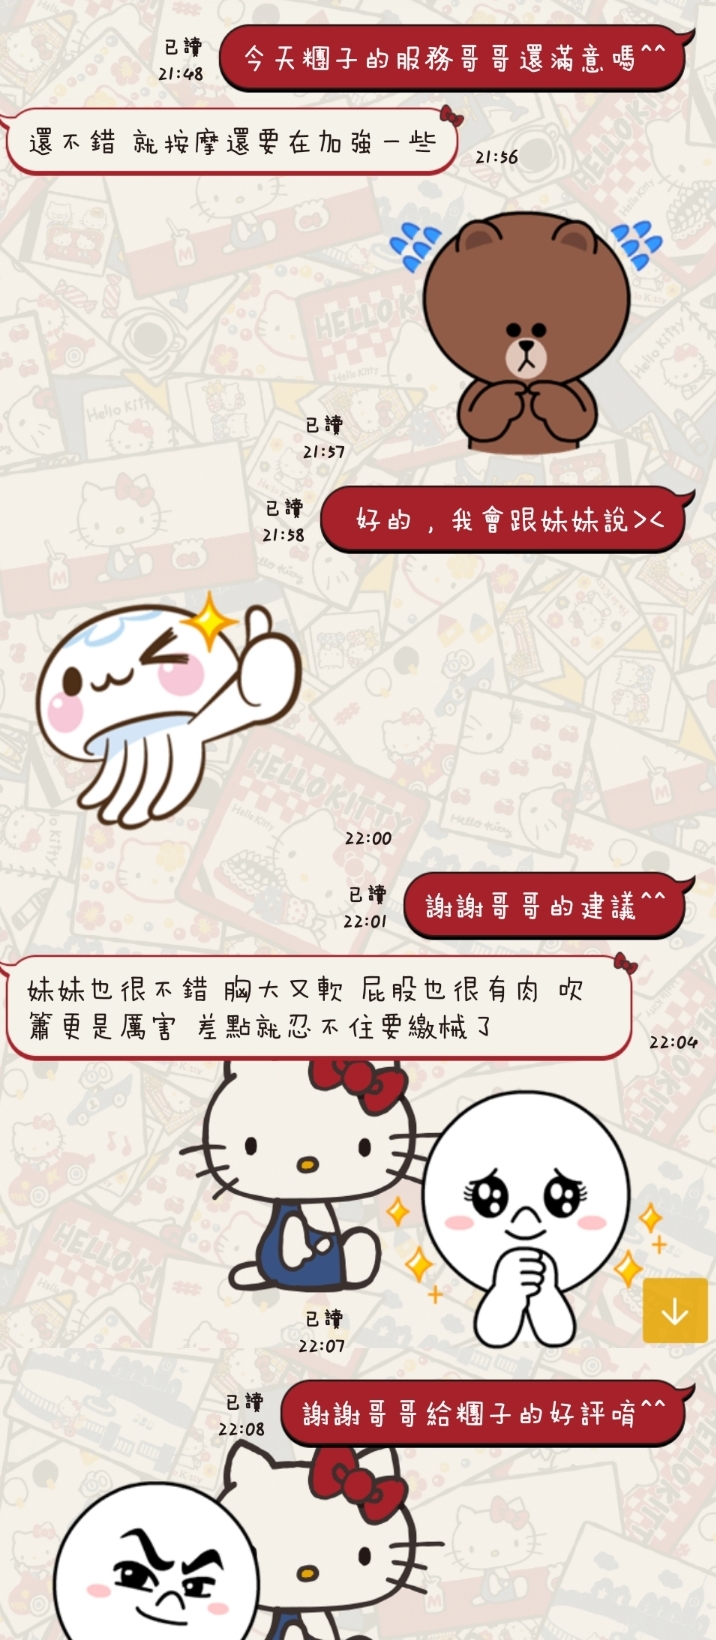 今天糰子的服務哥哥還滿意嗎^^
已讀
21:48
還不錯 就按摩還要在加強一些
21:56
已讀
21:57
好的，我會跟妹妹說><
已讀
21:58
22:00
謝謝哥哥的建議^^
已讀
22:01
妹妹也很不錯 胸大又軟 屁股也很有肉 吹
簫更是厲害 差點就忍不住要繳械了
22:04
已讀
22:07
謝謝哥哥給糰子的好評唷^^
已讀
22:08